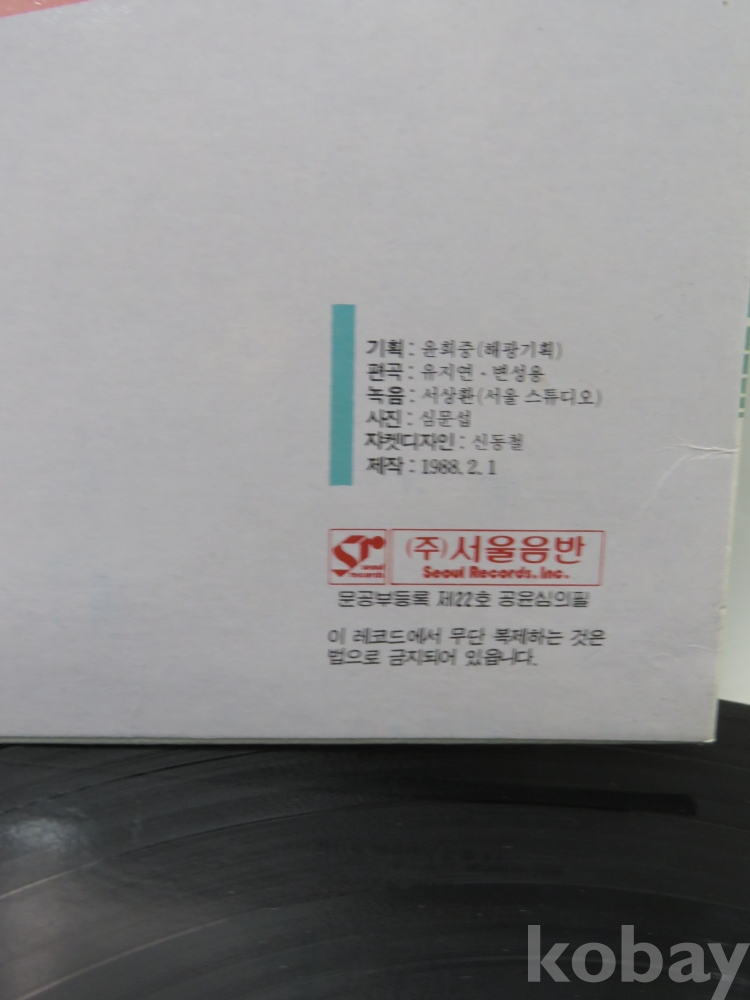 기획 : 윤희중(해광기획)
편곡 : 유지연 · 변성용
녹음 : 서상환(서울 스튜디오)
사진 : 심문섭
쟈켓디자인 : 신동철
제작 : 1988. 2. 1
seoul records
(주)서울음반
Seoul Records, Inc.
문공부등록 제22호 공윤심의필
이 레코드에서 무단 복제하는 것은
법으로 금지되어 있읍니다.
kobay